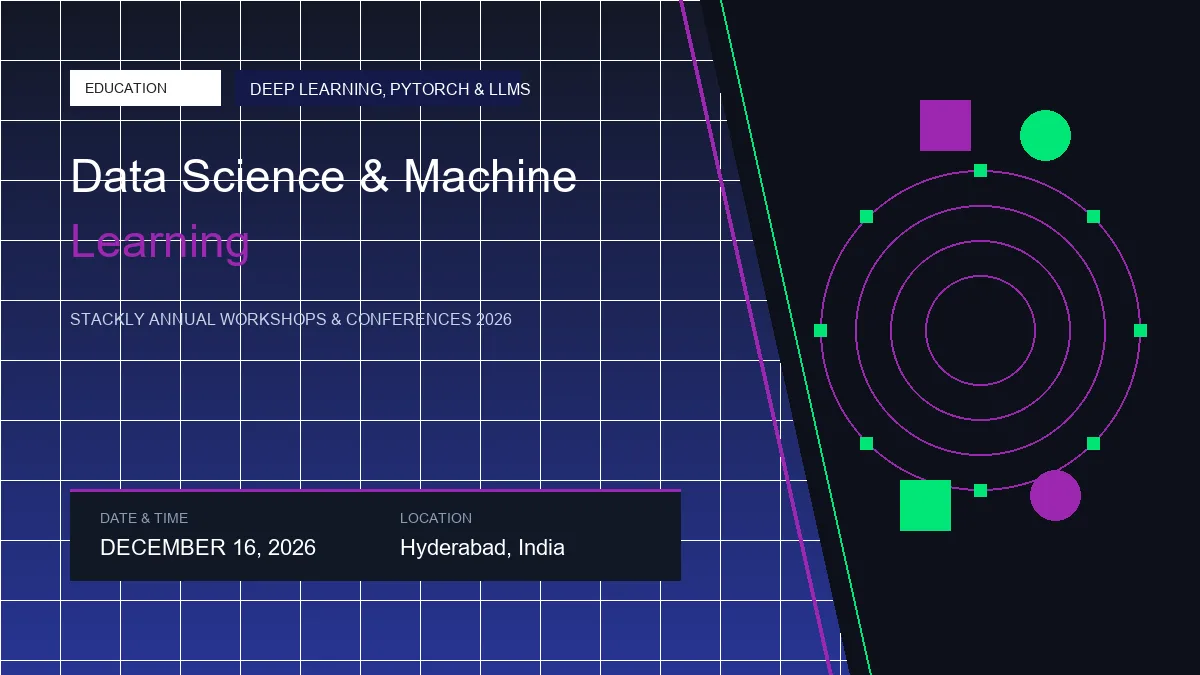 EDUCATION
DEEP LEARNING, PYTORCH & LLMS
Data Science & Machine
Learning
STACKLY ANNUAL WORKSHOPS & CONFERENCES 2026
DATE & TIME
DECEMBER 16, 2026
LOCATION
Hyderabad, India